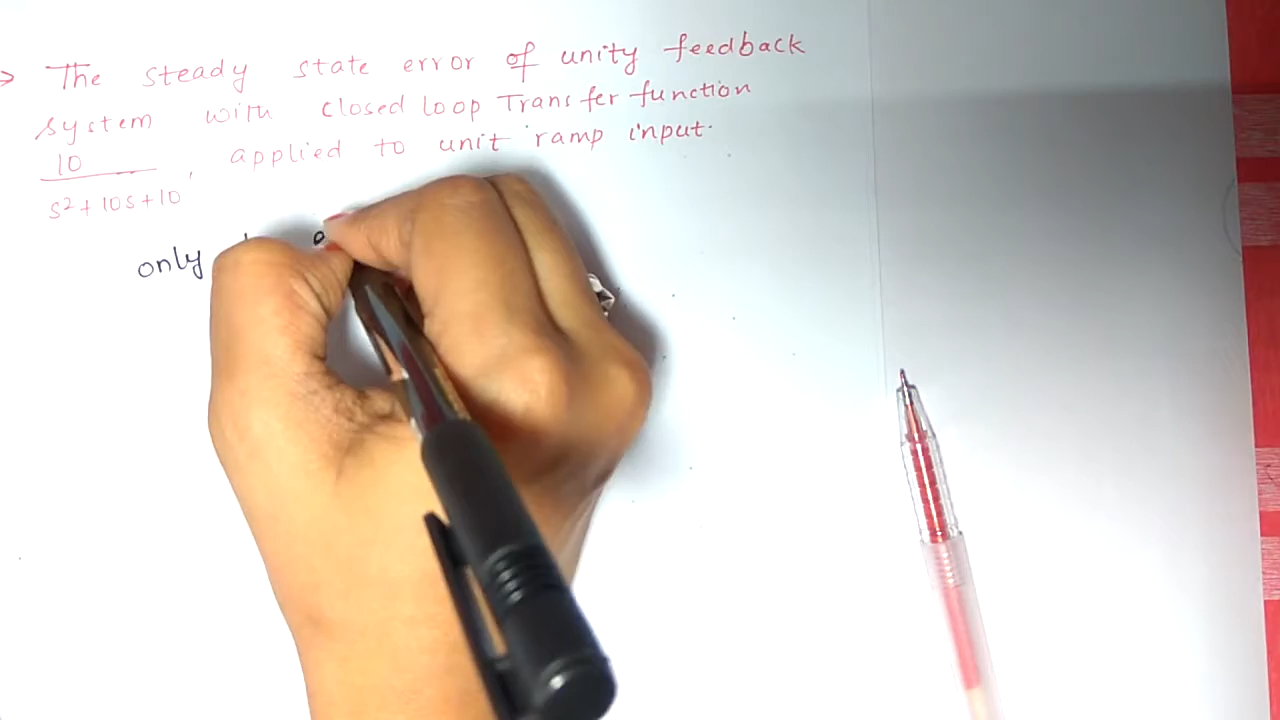 The steady state error of unity feedback
system with closed loop Transfer function
10
s²+10s+10, applied to unit ramp input.
only